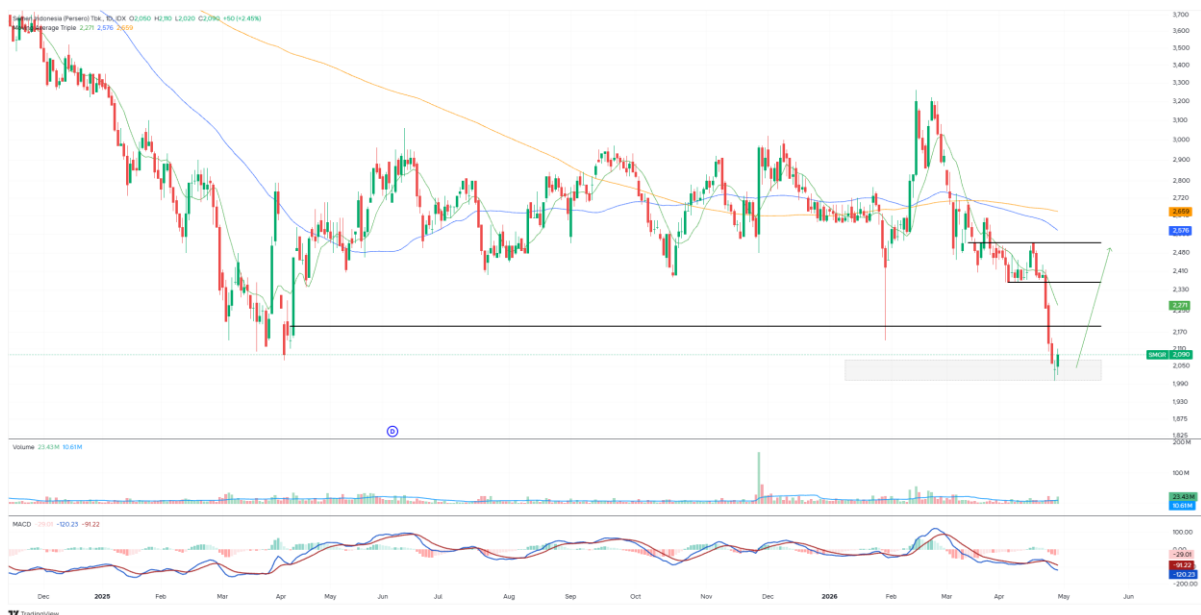 Semen Indonesia (Persero) Tbk, 1D, IDX O2,050 H2,110 L2,020 C2,090 +50 (+2.45%)
Moving Average Triple 2,271 2,576 2,659
3,700
3,600
3,500
3,400
3,300
3,200
3,100
3,000
2,900
2,800
2,720
2,659
2,576
2,480
2,400
2,330
2,271
2,170
SMGR 2,090
2,050
1,990
1,930
1,875
1,825
D
Volume 23.43M 10.61M
200M
100M
23.43M
10.61M
MACD -29.01 -120.23 -91.22
100.00
0.00
-29.01
-91.22
-120.23
-200.00
Dec 2025 Feb Mar Apr May Jun Jul Aug Sep Oct Nov Dec 2026 Feb Mar Apr May Jun
TradingView